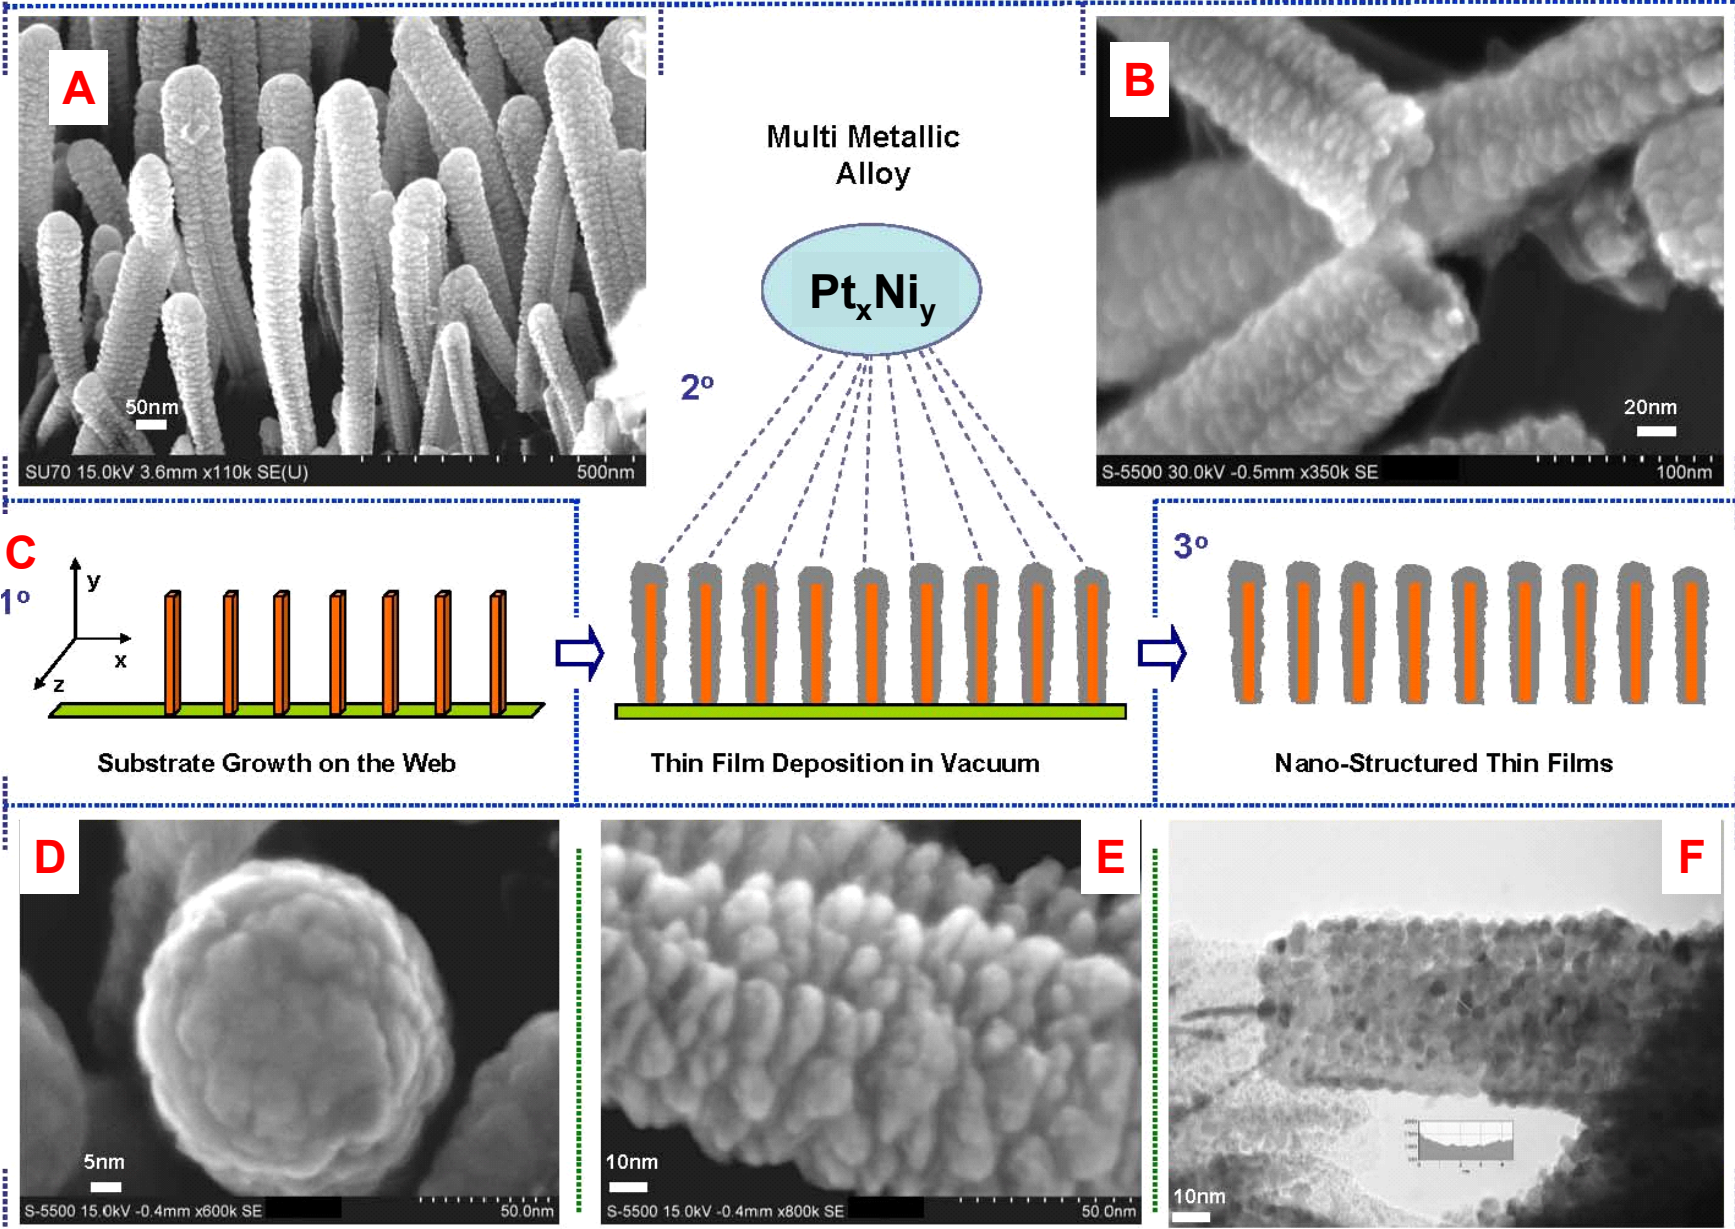 A
50nm
SU70 15.0kV 3.6mm x110k SE(U)
500nm
Multi Metallic
Alloy
PtxNiy
2º
B
20nm
S-5500 30.0kV -0.5mm x350k SE
100nm
C
1º
y
x
z
Substrate Growth on the Web
Thin Film Deposition in Vacuum
3º
Nano-Structured Thin Films
D
5nm
S-5500 15.0kV -0.4mm x600k SE
50.0nm
E
10nm
S-5500 15.0kV -0.4mm x800k SE
50.0nm
F
10nm